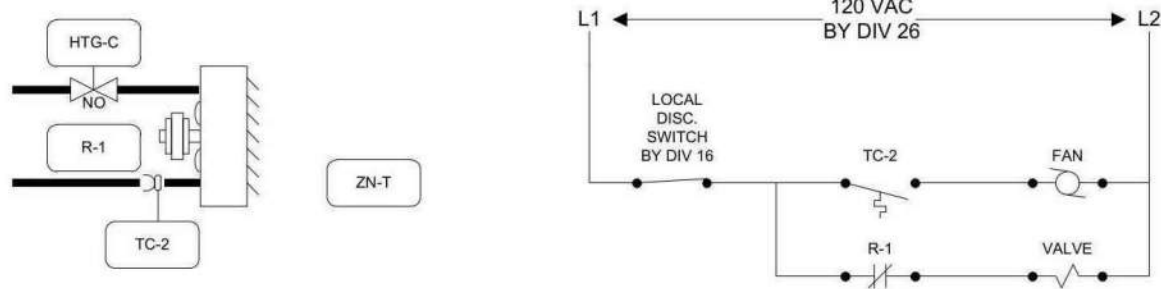 HTG-C
NO
R-1
TC-2
ZN-T
L1
120 VAC
BY DIV 26
L2
LOCAL
DISC.
SWITCH
BY DIV 16
TC-2
FAN
R-1
VALVE